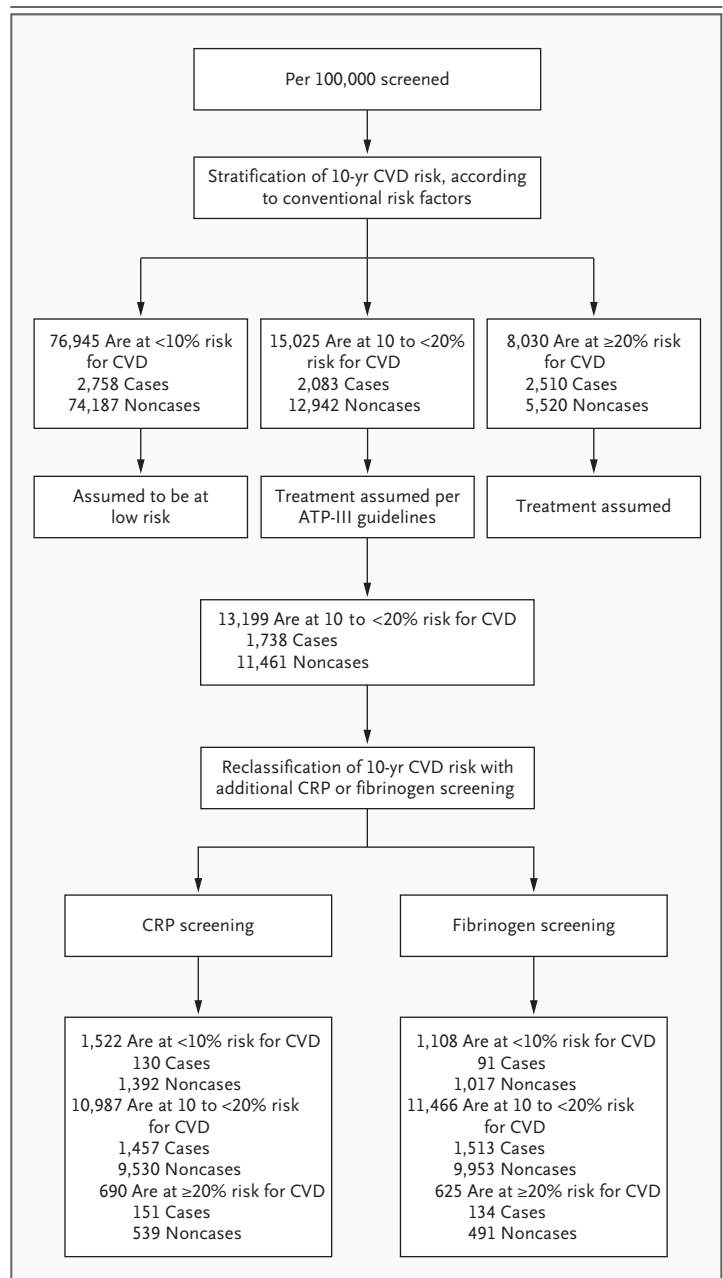 Per 100,000 screened
Stratification of 10-yr CVD risk, according
to conventional risk factors
76,945 Are at <10% risk
for CVD
2,758 Cases
74,187 Noncases
15,025 Are at 10 to <20%
risk for CVD
2,083 Cases
12,942 Noncases
8,030 Are at ≥20% risk
for CVD
2,510 Cases
5,520 Noncases
Assumed to be at
low risk
Treatment assumed per
ATP-III guidelines
Treatment assumed
13,199 Are at 10 to <20% risk for CVD
1,738 Cases
11,461 Noncases
Reclassification of 10-yr CVD risk with
additional CRP or fibrinogen screening
CRP screening
Fibrinogen screening
1,522 Are at <10% risk for CVD
130 Cases
1,392 Noncases
10,987 Are at 10 to <20% risk
for CVD
1,457 Cases
9,530 Noncases
690 Are at ≥20% risk for CVD
151 Cases
539 Noncases
1,108 Are at <10% risk for CVD
91 Cases
1,017 Noncases
11,466 Are at 10 to <20% risk
for CVD
1,513 Cases
9,953 Noncases
625 Are at ≥20% risk for CVD
134 Cases
491 Noncases